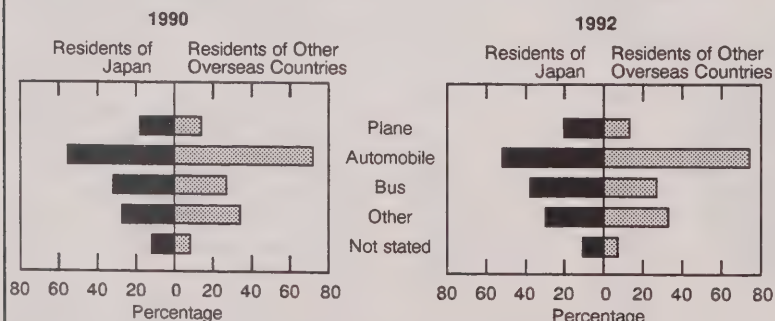 1990
Residents of Japan
Residents of Other Overseas Countries
80 60 40 20 0 20 40 60 80
Percentage
Plane
Automobile
Bus
Other
Not stated
1992
Residents of Japan
Residents of Other Overseas Countries
80 60 40 20 0 20 40 60 80
Percentage